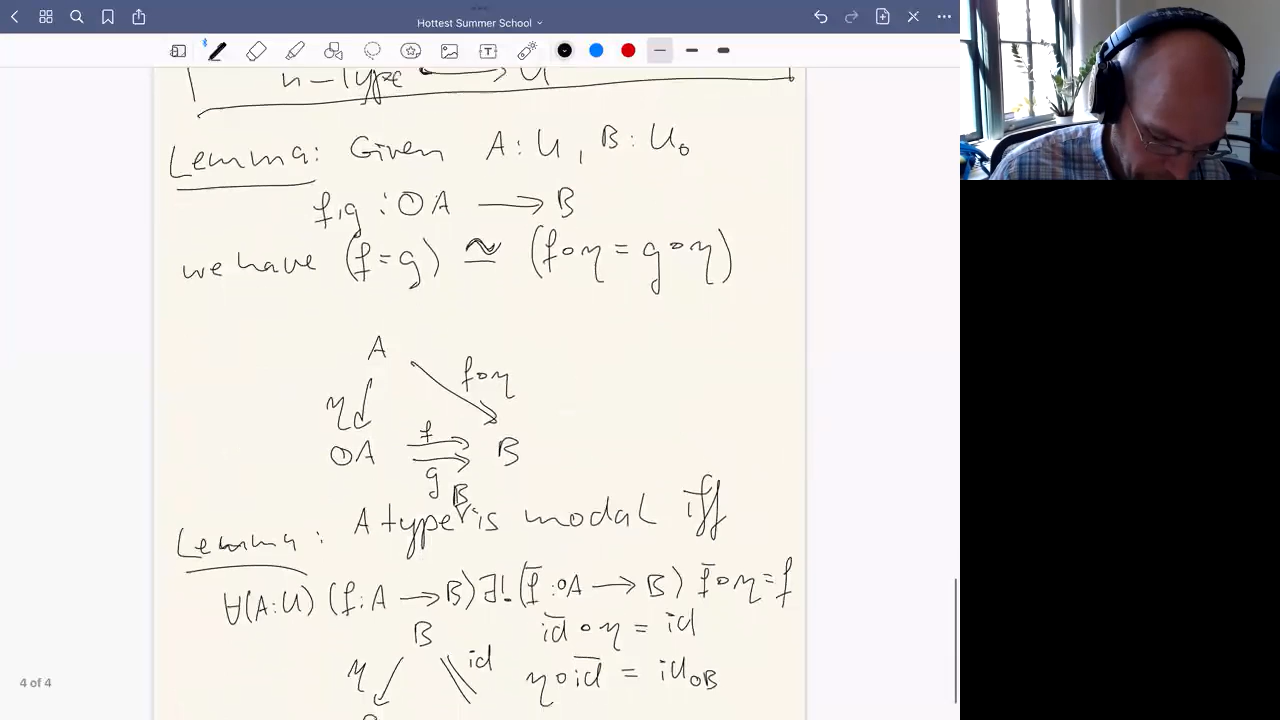 Hottest Summer School
n-type → U
Lemma: Given A : U, B : U₀
f,g : ○A → B
we have (f = g) ≃ (f∘η = g∘η)
A
f∘η
η
○A
f
g
B
Lemma: A type B is modal iff
∀(A:U) (f:A → B) ∃! (f̄ : ○A → B) f̄∘η = f
B
id̄ ∘ η = id
η
id
η∘id̄ = id○B
4 of 4